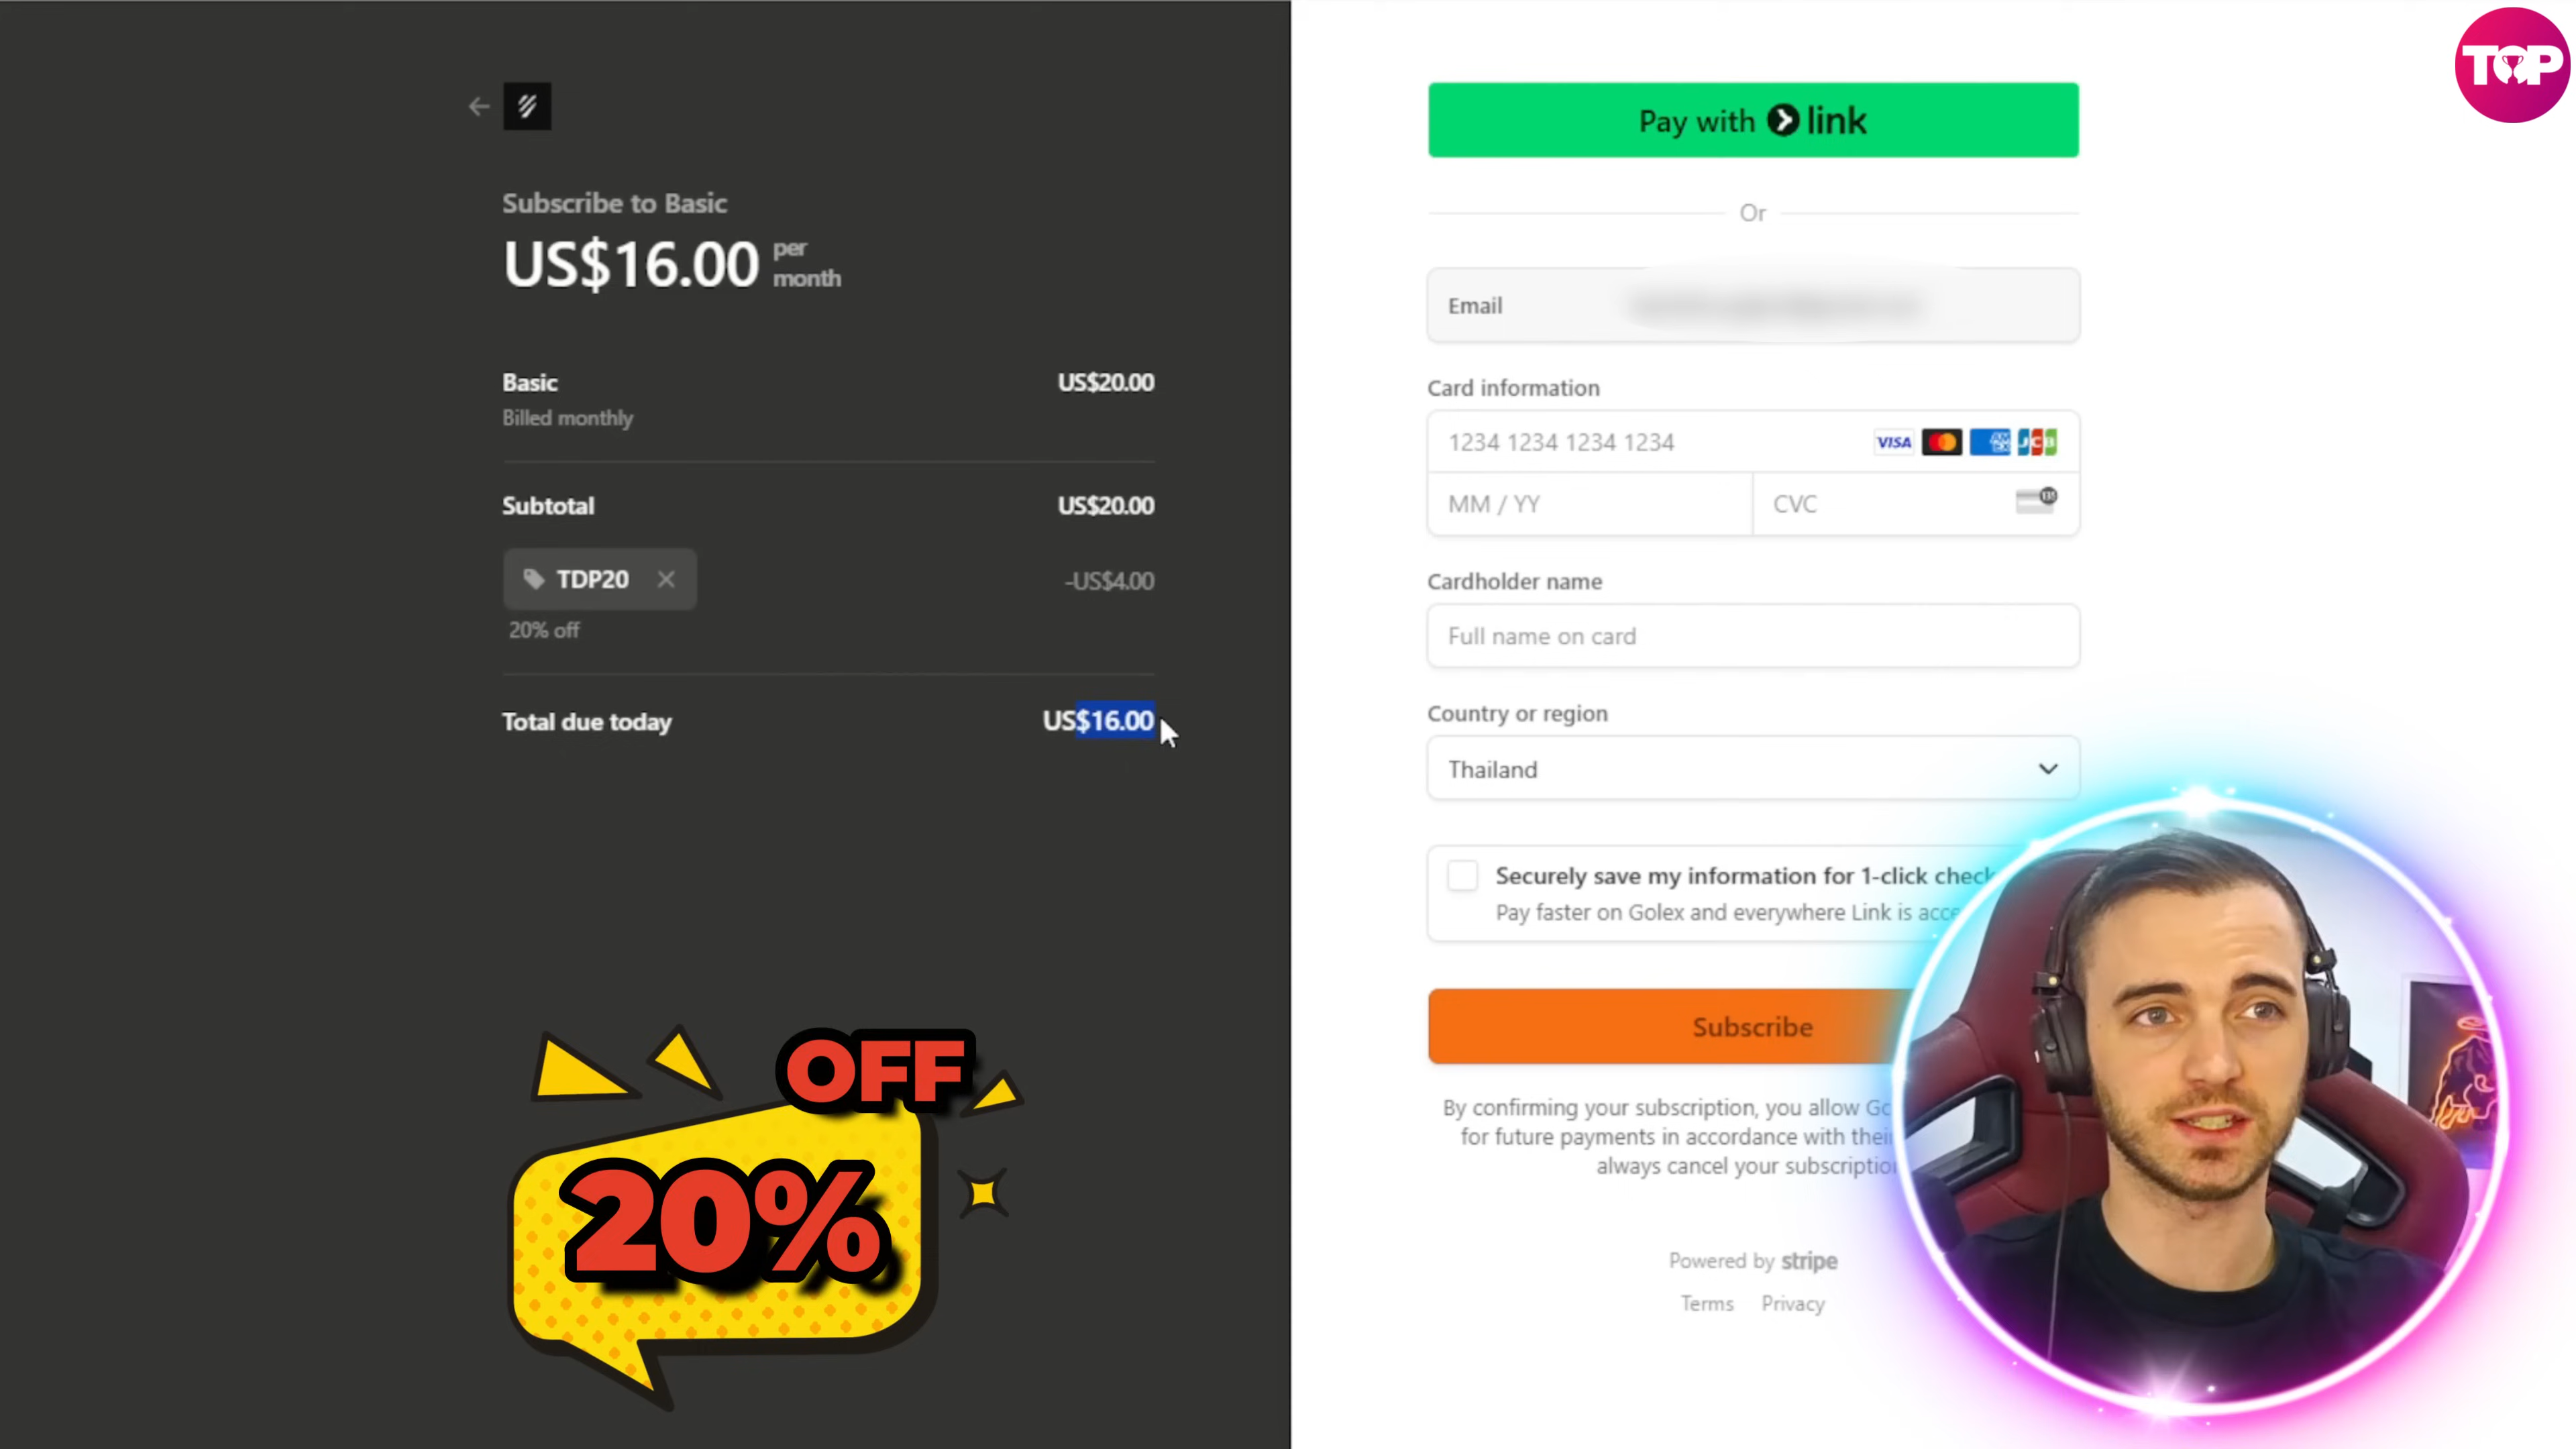 TOP
Subscribe to Basic
US$16.00 per month
Basic US$20.00
Billed monthly
Subtotal US$20.00
TDP20 -US$4.00
20% off
Total due today US$16.00
OFF
20%
Pay with link
Or
Email
Card information
1234 1234 1234 1234 VISA AM EX JCB
MM / YY CVC
Cardholder name
Full name on card
Country or region
Thailand
Securely save my information for 1-click check
Pay faster on Golex and everywhere Link is acce
Subscribe
By confirming your subscription, you allow Go
for future payments in accordance with their
always cancel your subscription
Powered by stripe
Terms Privacy